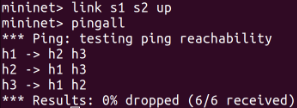 mininet> link s1 s2 up
mininet> pingall
*** Ping: testing ping reachability
h1 -> h2 h3
h2 -> h1 h3
h3 -> h1 h2
*** Results: 0% dropped (6/6 received)